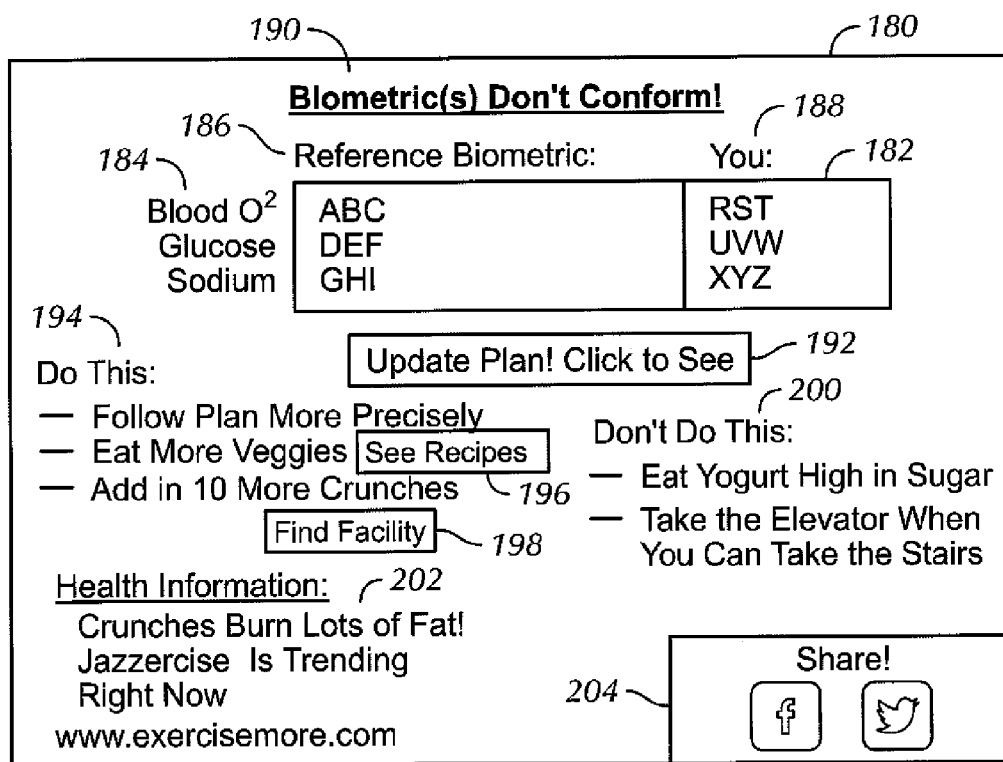 190
180
Biometric(s) Don't Conform!
186
188
184
Reference Biometric: You:
182
Blood O² ABC RST
Glucose DEF UVW
Sodium GHI XYZ
194
Update Plan! Click to See
192
Do This:
200
— Follow Plan More Precisely
Don't Do This:
— Eat More Veggies See Recipes
— Eat Yogurt High in Sugar
— Add in 10 More Crunches
196
— Take the Elevator When
You Can Take the Stairs
Find Facility
198
Health Information:
202
Crunches Burn Lots of Fat!
Jazzercise Is Trending
Right Now
www.exercisemore.com
Share!
204
f